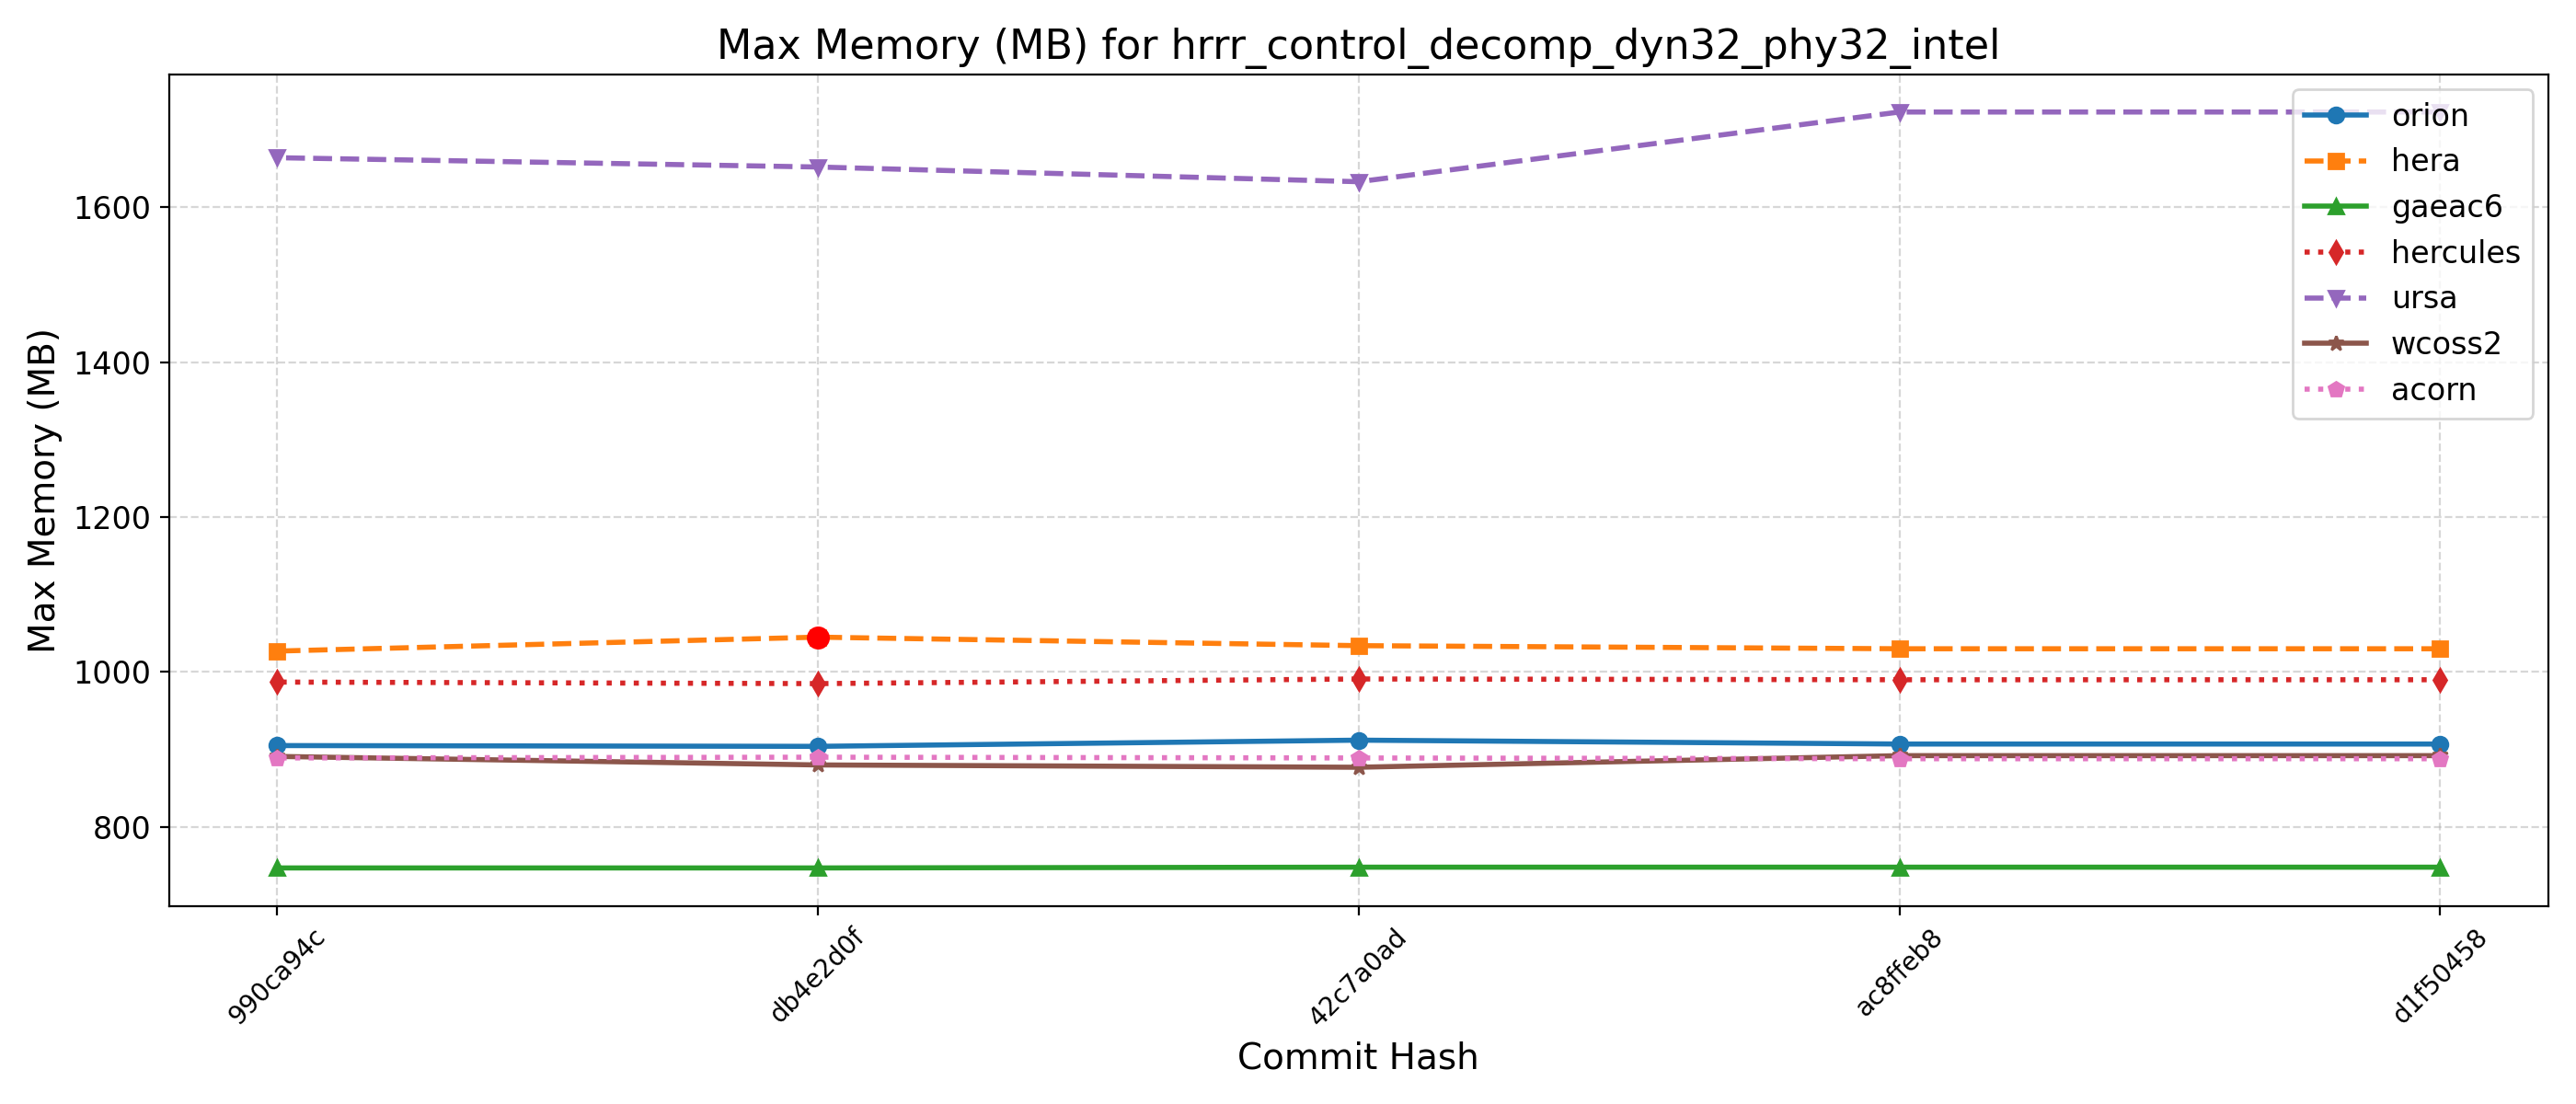 Max Memory (MB) for hrrr_control_decomp_dyn32_phy32_intel
Max Memory (MB)
1600
1400
1200
1000
800
orion
hera
gaeac6
hercules
ursa
wcoss2
acorn
990ca94c
db4e2d0f
42c7a0ad
ac8ffeb8
d1f50458
Commit Hash